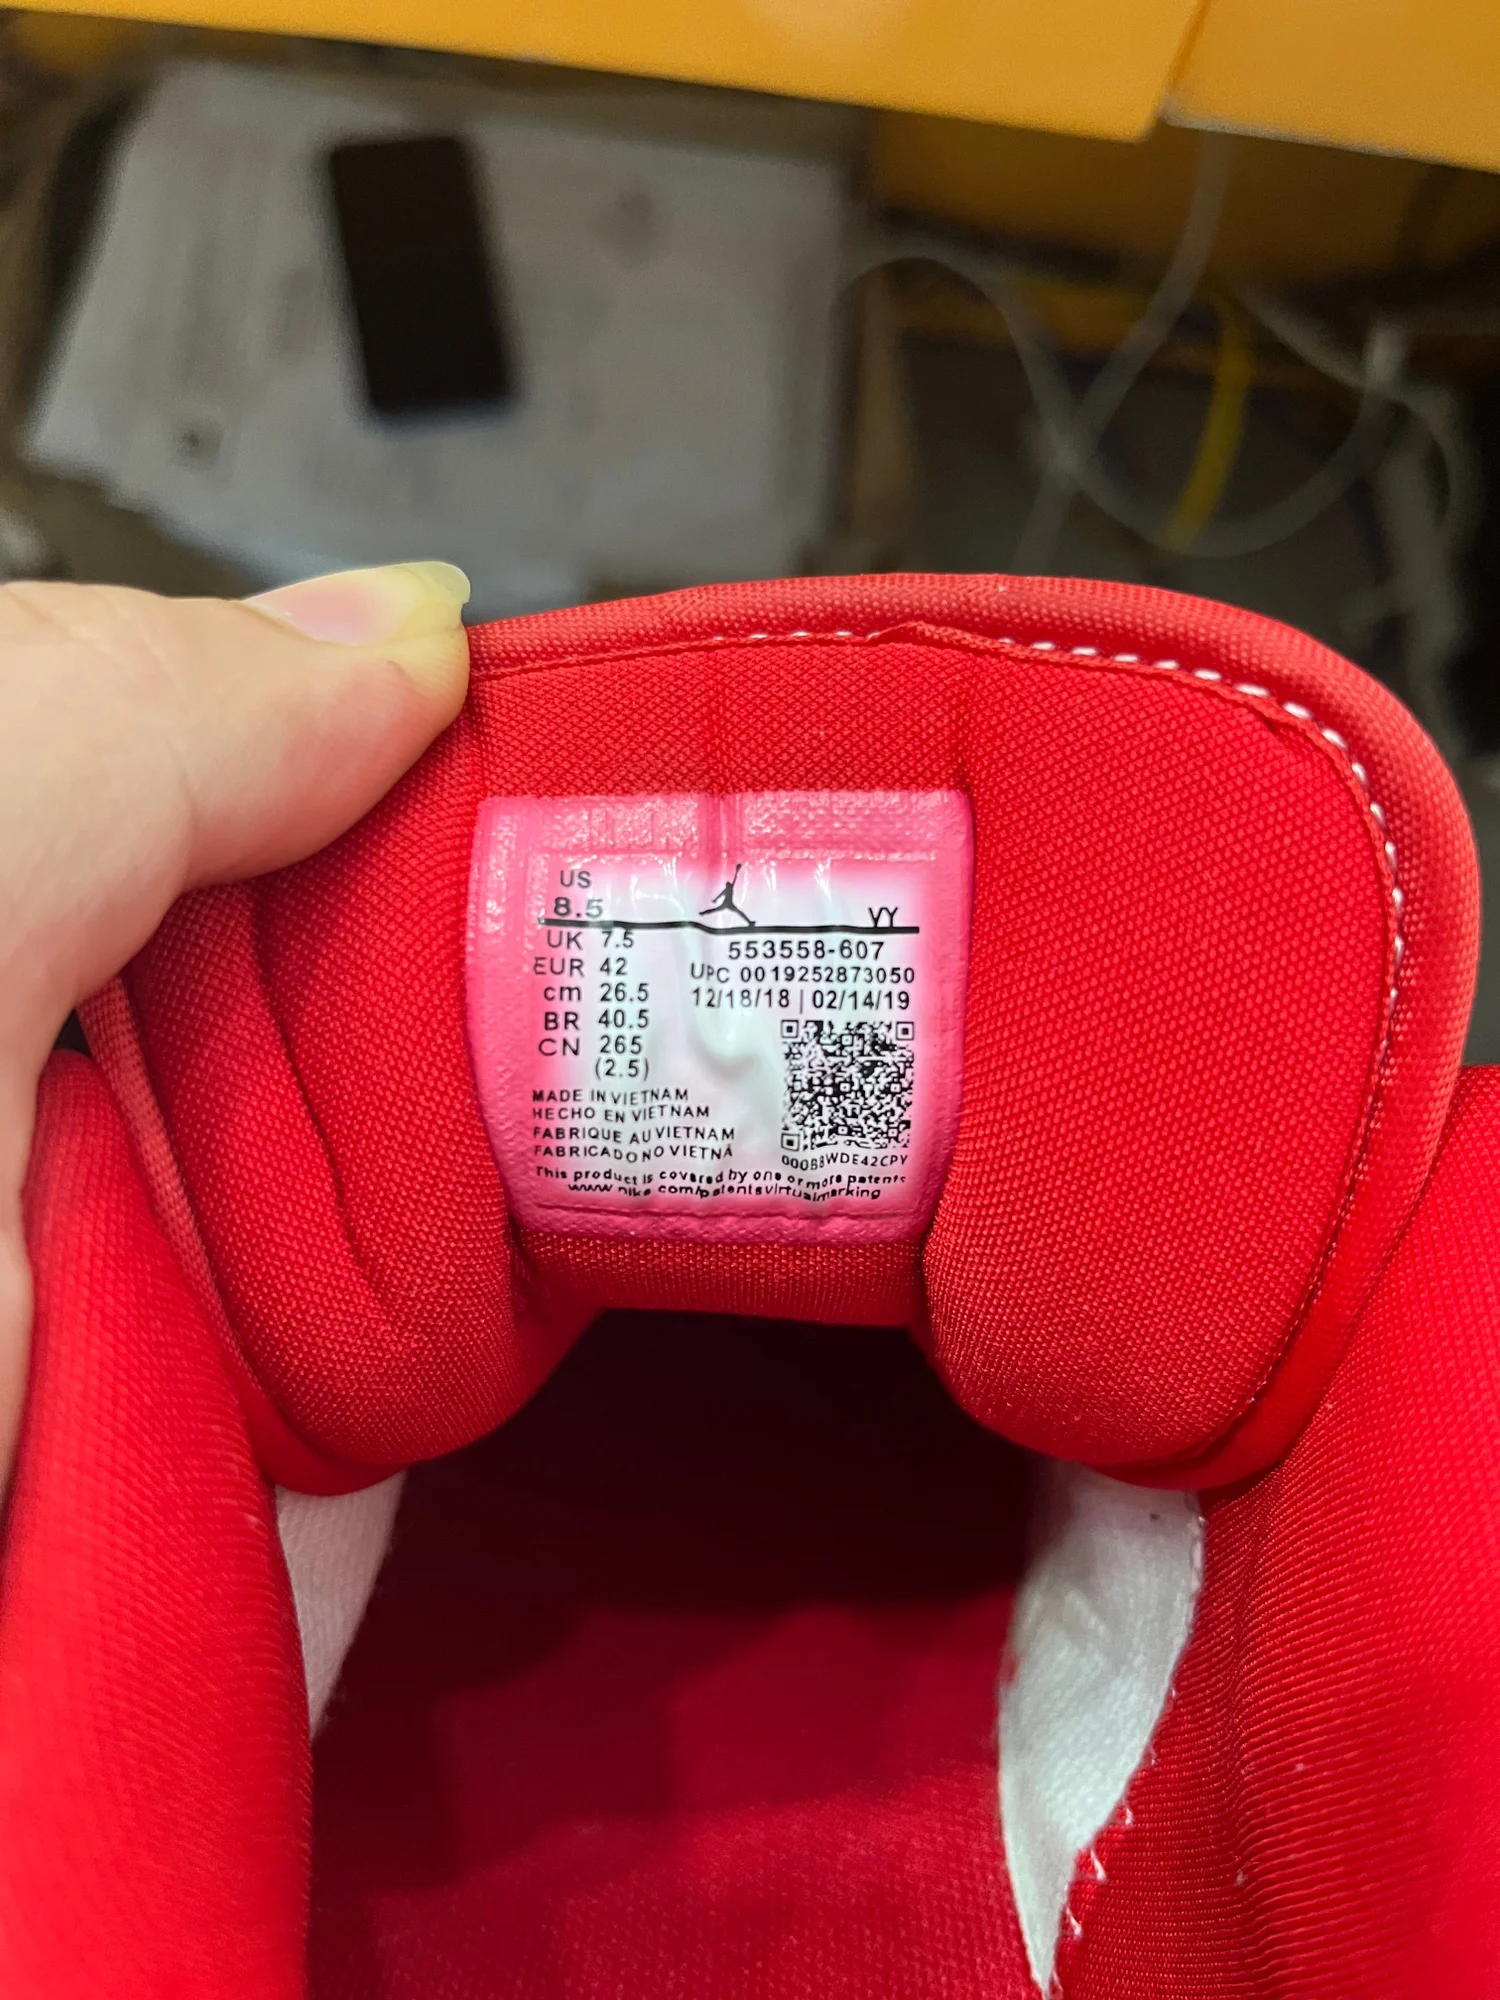 US
8.5
VY
UK 7.5
EUR 42
cm 26.5
BR 40.5
CN 265
(2.5)
553558-607
UPC 0019252873050
12/18/18 | 02/14/19
MADE IN VIETNAM
HECHO EN VIETNAM
FABRIQUE AU VIETNAM
FABRICADO NO VIETNÃ
000B8WDE42CPV
This product is covered by one or more patents
www.nike.com/patentsvirtualmarking